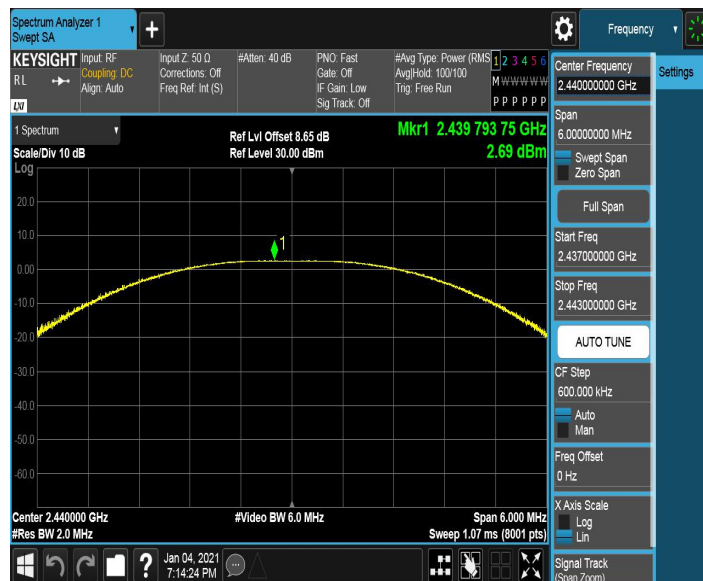 Spectrum Analyzer 1
Swept SA
Frequency
KEYSIGHT
R L
LXI
Input: RF
Coupling: DC
Align: Auto
Input Z: 50 Ω
Corrections: Off
Freq Ref: Int (S)
#Atten: 40 dB
PNO: Fast
Gate: Off
IF Gain: Low
Sig Track: Off
#Avg Type: Power (RMS
Avg|Hold: 100/100
Trig: Free Run
1 2 3 4 5 6
M W W W W W
P P P P P P
Center Frequency
2.440000000 GHz
Settings
Span
6.00000000 MHz
Swept Span
Zero Span
Full Span
Start Freq
2.437000000 GHz
Stop Freq
2.443000000 GHz
AUTO TUNE
CF Step
600.000 kHz
Auto
Man
Freq Offset
0 Hz
X Axis Scale
Log
Lin
Signal Track
(Span Zoom)
1 Spectrum
Scale/Div 10 dB
Log
Ref Lvl Offset 8.65 dB
Ref Level 30.00 dBm
Mkr1 2.439 793 75 GHz
2.69 dBm
20.0
10.0
1
0.00
-10.0
-20.0
-30.0
-40.0
-50.0
-60.0
Center 2.440000 GHz
#Res BW 2.0 MHz
#Video BW 6.0 MHz
Span 6.000 MHz
Sweep 1.07 ms (8001 pts)
?
Jan 04, 2021
7:14:24 PM